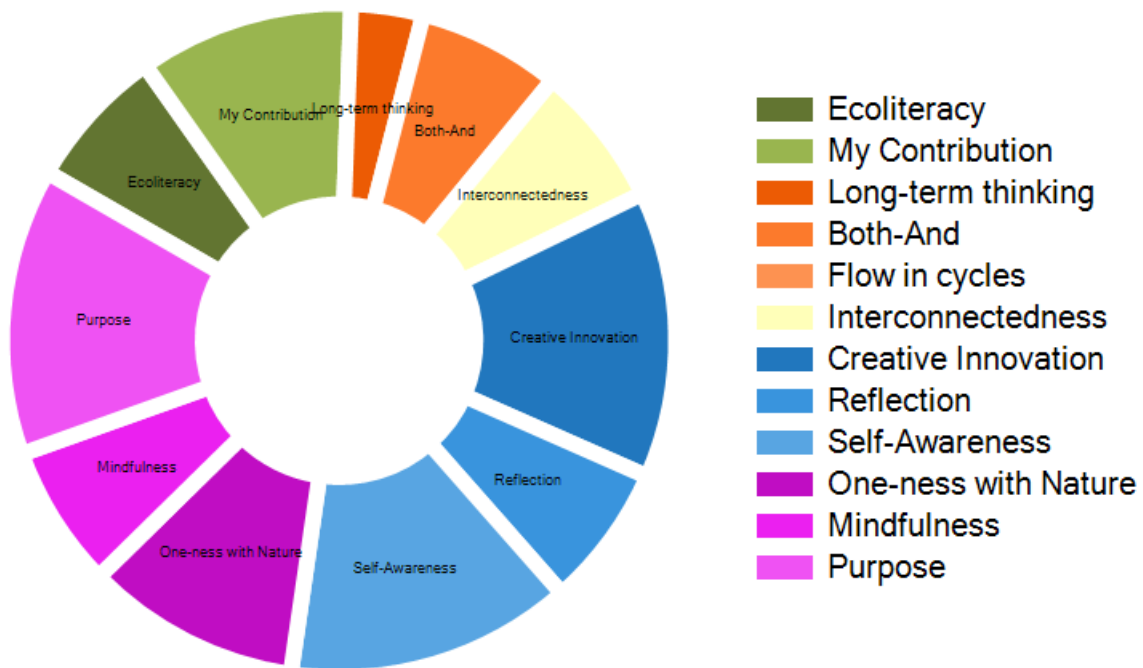 Long-term thinking
My Contribution
Both-And
Ecoliteracy
Interconnectedness
Purpose
Creative Innovation
Mindfulness
Reflection
One-ness with Nature
Self-Awareness
Ecoliteracy
My Contribution
Long-term thinking
Both-And
Flow in cycles
Interconnectedness
Creative Innovation
Reflection
Self-Awareness
One-ness with Nature
Mindfulness
Purpose